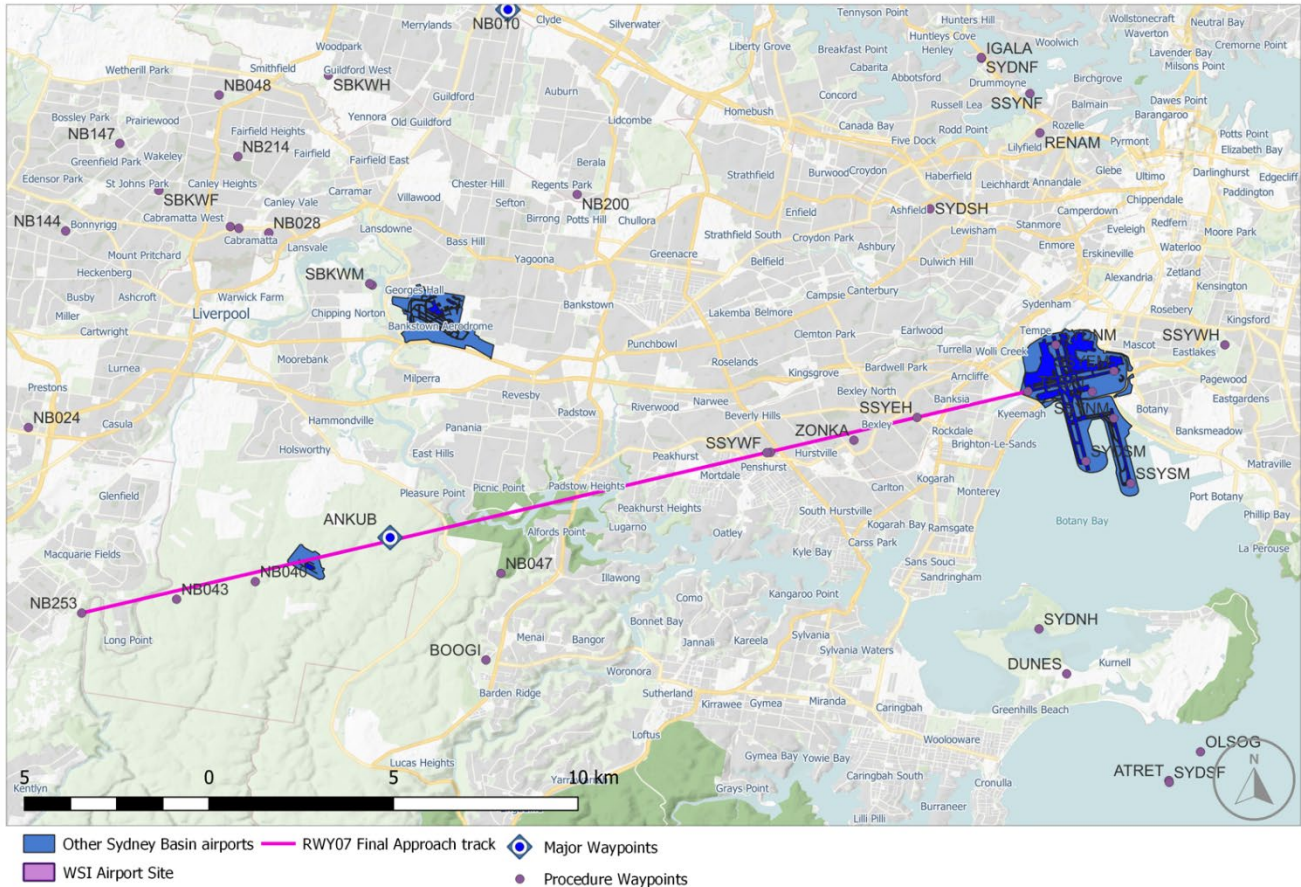 Merrylands
NB010
Clyde
Silverwater
Tennyson Point
Hunters Hill
Wollstonecraft
Neutral Bay
Woodpark
Liberty Grove
Breakfast Point
Huntleys Cove
Henley
IGALA
Woolwich
Waverton
Cremorne Point
Lavender Bay
Wetherill Park
Smithfield
Guildford West
SBKWH
Cabarita
Abbotsford
SYDNF
Milsons Point
NB048
Guildford
Auburn
Homebush
Concord
Drummoyne
Birchgrove
Bossley Park
Prairiewood
Yennora
Old Guildford
Lidcombe
Russell Lea
SSYNF
Balmain
Dawes Point
Barangaroo
NB147
Fairfield Heights
Canada Bay
Rodd Point
Rozelle
Potts Point
Wakeley
NB214
Fairfield
Fairfield East
Five Dock
Lilyfield
RENAM
Pyrmont
Elizabeth Bay
Greenfield Park
Berala
Strathfield
Croydon
Haberfield
Annandale
Glebe
Darlinghurst
Edensor Park
St Johns Park
Canley Heights
Carramar
Villawood
Chester Hill
Regents Park
Burwood
Leichhardt
Ultimo
Edgecliff
SBKWF
Sefton
NB200
Paddington
NB144
Bonnyrigg
Cabramatta West
Canley Vale
Lansdowne
Birrong
Potts Hill
Chullora
Enfield
Ashfield
SYDSH
Camperdown
Chippendale
NB028
Lewisham
Stanmore
Redfern
Moore Park
Cabramatta
Lansvale
Bass Hill
Strathfield South
Croydon Park
Enmore
Eveleigh
Mount Pritchard
Yagoona
Greenacre
Ashbury
Erskineville
Waterloo
Heckenberg
Dulwich Hill
Alexandria
Zetland
SBKWM
Georges Hall
Belfield
Kensington
Busby
Ashcroft
Warwick Farm
Campsie
Canterbury
Rosebery
Miller
Liverpool
Chipping Norton
Bankstown
Lakemba
Belmore
Sydenham
Kingsford
Cartwright
Bankstown Aerodrome
Clemton Park
Earlwood
Tempe
Moorebank
Punchbowl
Turrella
Wolli Creek
Mascot
SSYWH
Lurnea
Milperra
Roselands
Bardwell Park
Eastlakes
Prestons
Kingsgrove
Arncliffe
Pagewood
Revesby
Bexley North
Banksia
Hammondville
Riverwood
Narwee
Kyeemagh
Botany
Eastgardens
NB024
Casula
Padstow
Beverly Hills
SSYEH
Panania
Bexley
Rockdale
Banksmeadow
Holsworthy
SSYWF
ZONKA
Brighton-Le-Sands
East Hills
Peakhurst
Penshurst
Hurstville
Matraville
Glenfield
Mortdale
Picnic Point
Carlton
SSYSM
Pleasure Point
Padstow Heights
Monterey
Port Botany
ANKUB
Peakhurst Heights
South Hurstville
Botany Bay
Phillip Bay
Lugarno
Kogarah Bay
Ramsgate
Alfords Point
Oatley
Carss Park
Macquarie Fields
Kyle Bay
Sans Souci
La Perouse
NB047
Illawong
Sandringham
NB043
Kangaroo Point
NB253
Como
Long Point
Bonnet Bay
Sylvania
SYDNH
Menai
Bangor
Jannali
Kareela
BOOGI
Sylvania Waters
Woronora
DUNES
Kurnell
Barden Ridge
Sutherland
Miranda
Kirrawee
Gymea
Caringbah
Greenhills Beach
Loftus
Woolooware
OLSOG
N
Lucas Heights
Gymea Bay
Yowie Bay
ATRET
SYDSF
5
0
5
10 km
Caringbah South
Cronulla
Kentlyn
Grays Point
Burraneer
Lilli Pilli
Other Sydney Basin airports
RWY07 Final Approach track
Major Waypoints
WSI Airport Site
Procedure Waypoints